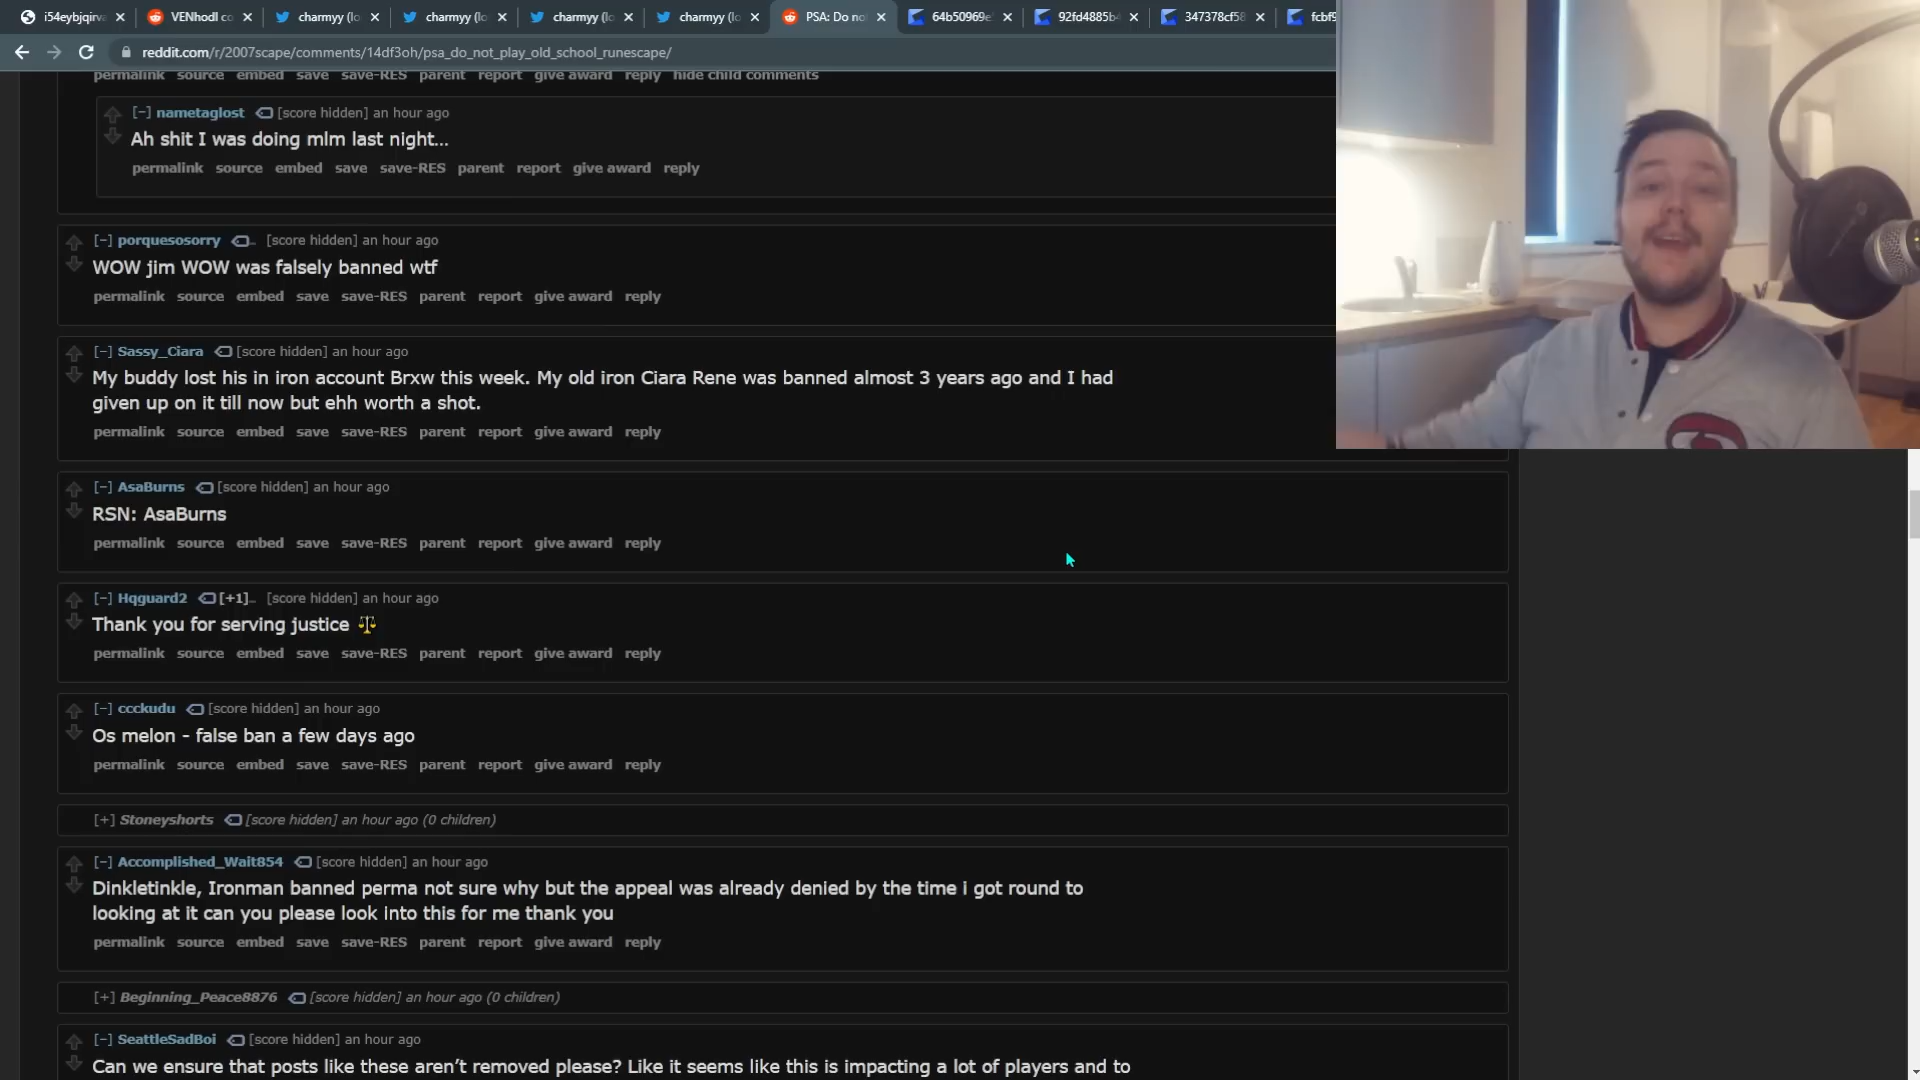 i54eybjqirva
VENhodl co
charmyy (lo
charmyy (lo
charmyy (lo
charmyy (lo
PSA: Do no
64b50969e
92fd4885b
347378cf58
fcbf9
reddit.com/r/2007scape/comments/14df3oh/psa_do_not_play_old_school_runescape/
permalink source embed save save-RES parent report give award reply hide child comments
[-] nametaglost [score hidden] an hour ago
Ah shit I was doing mlm last night...
permalink source embed save save-RES parent report give award reply
[-] porquesosorry [score hidden] an hour ago
WOW jim WOW was falsely banned wtf
permalink source embed save save-RES parent report give award reply
[-] Sassy_Ciara [score hidden] an hour ago
My buddy lost his in iron account Brxw this week. My old iron Ciara Rene was banned almost 3 years ago and I had
given up on it till now but ehh worth a shot.
permalink source embed save save-RES parent report give award reply
[-] AsaBurns [score hidden] an hour ago
RSN: AsaBurns
permalink source embed save save-RES parent report give award reply
[-] Hqguard2 [+1] [score hidden] an hour ago
Thank you for serving justice ⚖️
permalink source embed save save-RES parent report give award reply
[-] ccckudu [score hidden] an hour ago
Os melon - false ban a few days ago
permalink source embed save save-RES parent report give award reply
[+] Stoneyshorts [score hidden] an hour ago (0 children)
[-] Accomplished_Wait854 [score hidden] an hour ago
Dinkletinkle, Ironman banned perma not sure why but the appeal was already denied by the time i got round to
looking at it can you please look into this for me thank you
permalink source embed save save-RES parent report give award reply
[+] Beginning_Peace8876 [score hidden] an hour ago (0 children)
[-] SeattleSadBoi [score hidden] an hour ago
Can we ensure that posts like these aren't removed please? Like it seems like this is impacting a lot of players and to